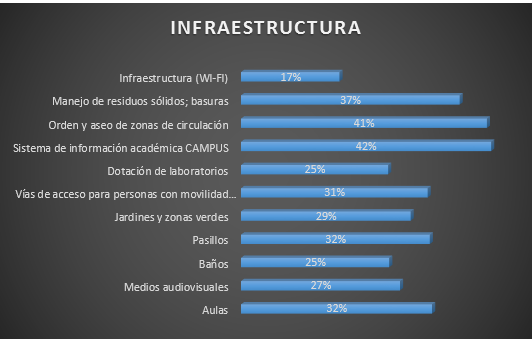 INFRAESTRUCTURA
Infraestructura (WI-FI) 17%
Manejo de residuos sólidos; basuras 37%
Orden y aseo de zonas de circulación 41%
Sistema de información académica CAMPUS 42%
Dotación de laboratorios 25%
Vías de acceso para personas con movilidad... 31%
Jardines y zonas verdes 29%
Pasillos 32%
Baños 25%
Medios audiovisuales 27%
Aulas 32%